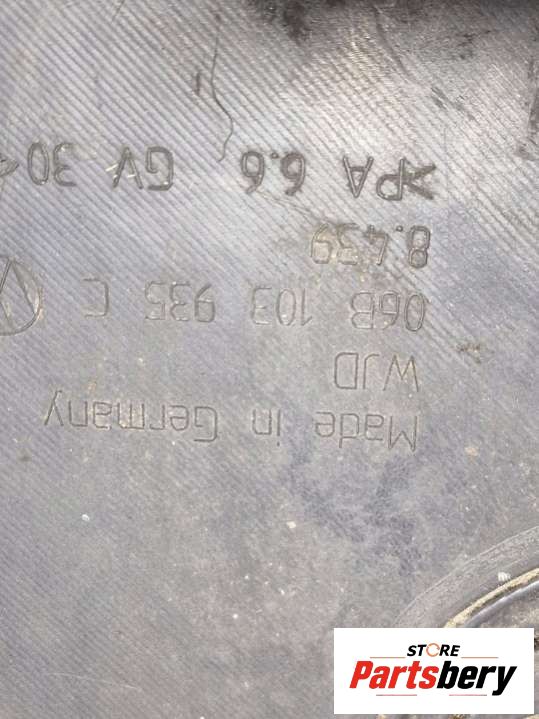 Made in Germany
WJD
06B 103 935 C
8.439
>PA 6.6 GV 30<
STORE
Partsbery